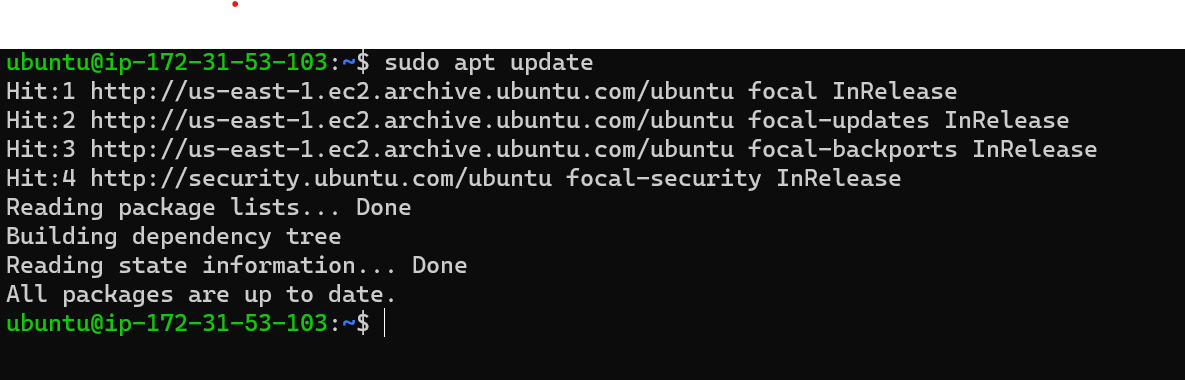 ubuntu@ip-172-31-53-103:~$ sudo apt update
Hit:1 http://us-east-1.ec2.archive.ubuntu.com/ubuntu focal InRelease
Hit:2 http://us-east-1.ec2.archive.ubuntu.com/ubuntu focal-updates InRelease
Hit:3 http://us-east-1.ec2.archive.ubuntu.com/ubuntu focal-backports InRelease
Hit:4 http://security.ubuntu.com/ubuntu focal-security InRelease
Reading package lists... Done
Building dependency tree
Reading state information... Done
All packages are up to date.
ubuntu@ip-172-31-53-103:~$